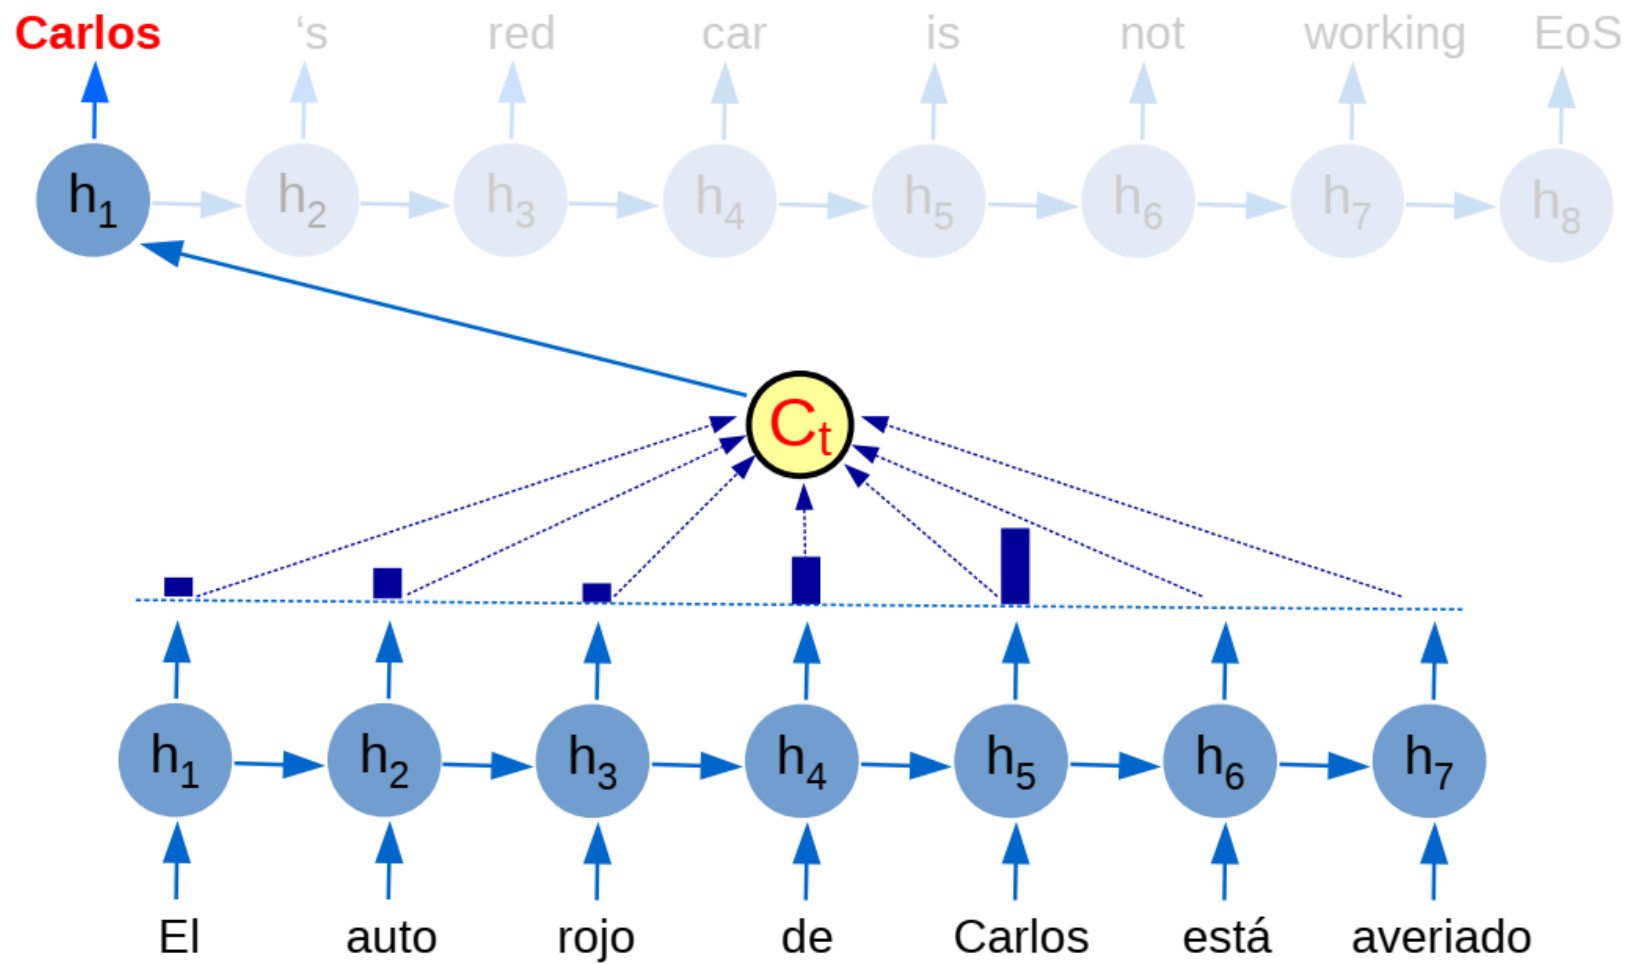 Carlos 's red car is not working EoS
h1 h2 h3 h4 h5 h6 h7 h8
Ct
h1 h2 h3 h4 h5 h6 h7
El auto rojo de Carlos está averiado